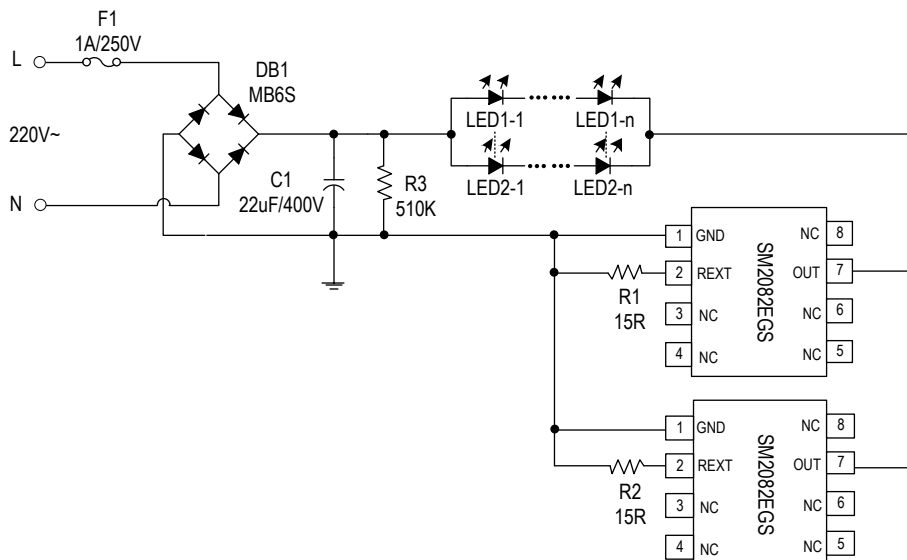 F1
1A/250V
L
DB1
MB6S
220V~
N
C1
22uF/400V
R3
510K
LED1-1
LED1-n
LED2-1
LED2-n
1
GND
2
REXT
3
NC
4
NC
SM2082EGS
NC
8
OUT
7
NC
6
NC
5
R1
15R
1
GND
2
REXT
3
NC
4
NC
SM2082EGS
NC
8
OUT
7
NC
6
NC
5
R2
15R